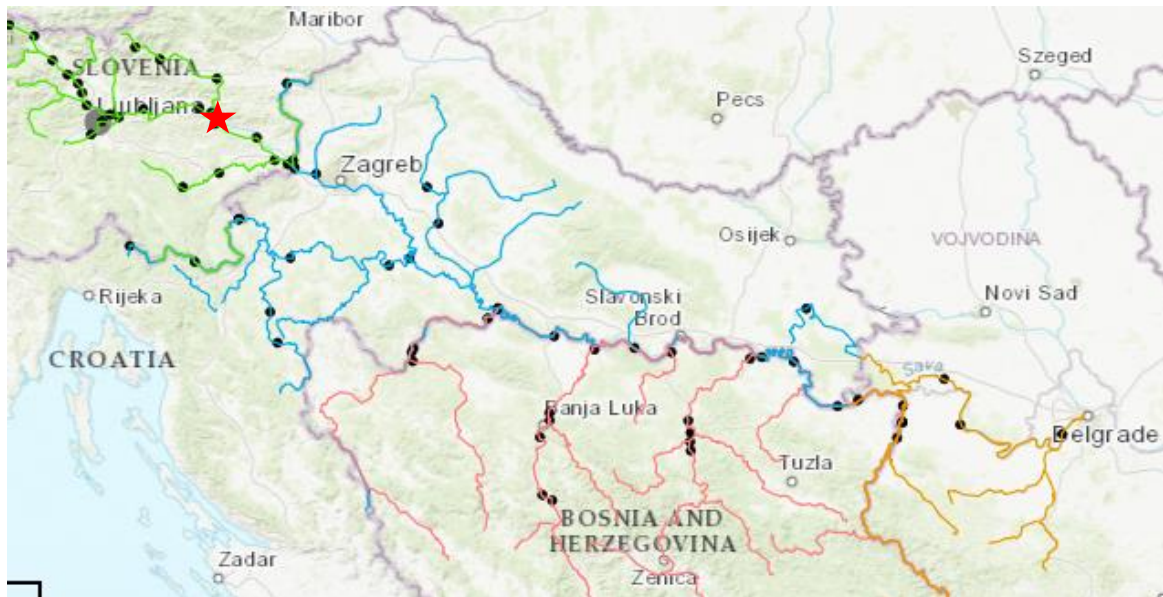 Maribor
Szeged
SLOVENIA
Pecs
Ljubljana
Zagreb
Osijek
VOJVODINA
Rijeka
Slavonski
Brod
Novi Sad
CROATIA
Sava
Banja Luka
Belgrade
Tuzla
BOSNIA AND
HERZEGOVINA
Zadar
Zenica